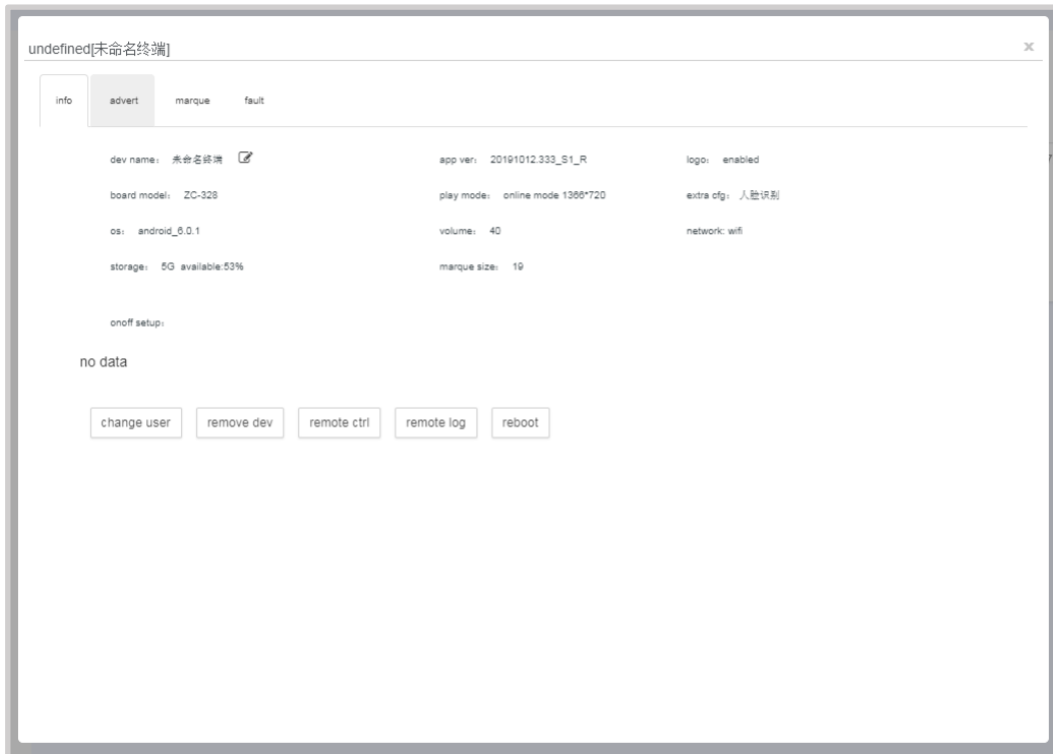 undefined[未命名终端] ×
info advert marque fault
dev name： 未命名终端 app ver： 20191012.333_S1_R logo： enabled
board model： ZC-328 play mode： online mode 1366*720 extra cfg： 人脸识别
os： android_6.0.1 volume： 40 network: wifi
storage： 5G available:53% marque size： 19
onoff setup：
no data
change user remove dev remote ctrl remote log reboot